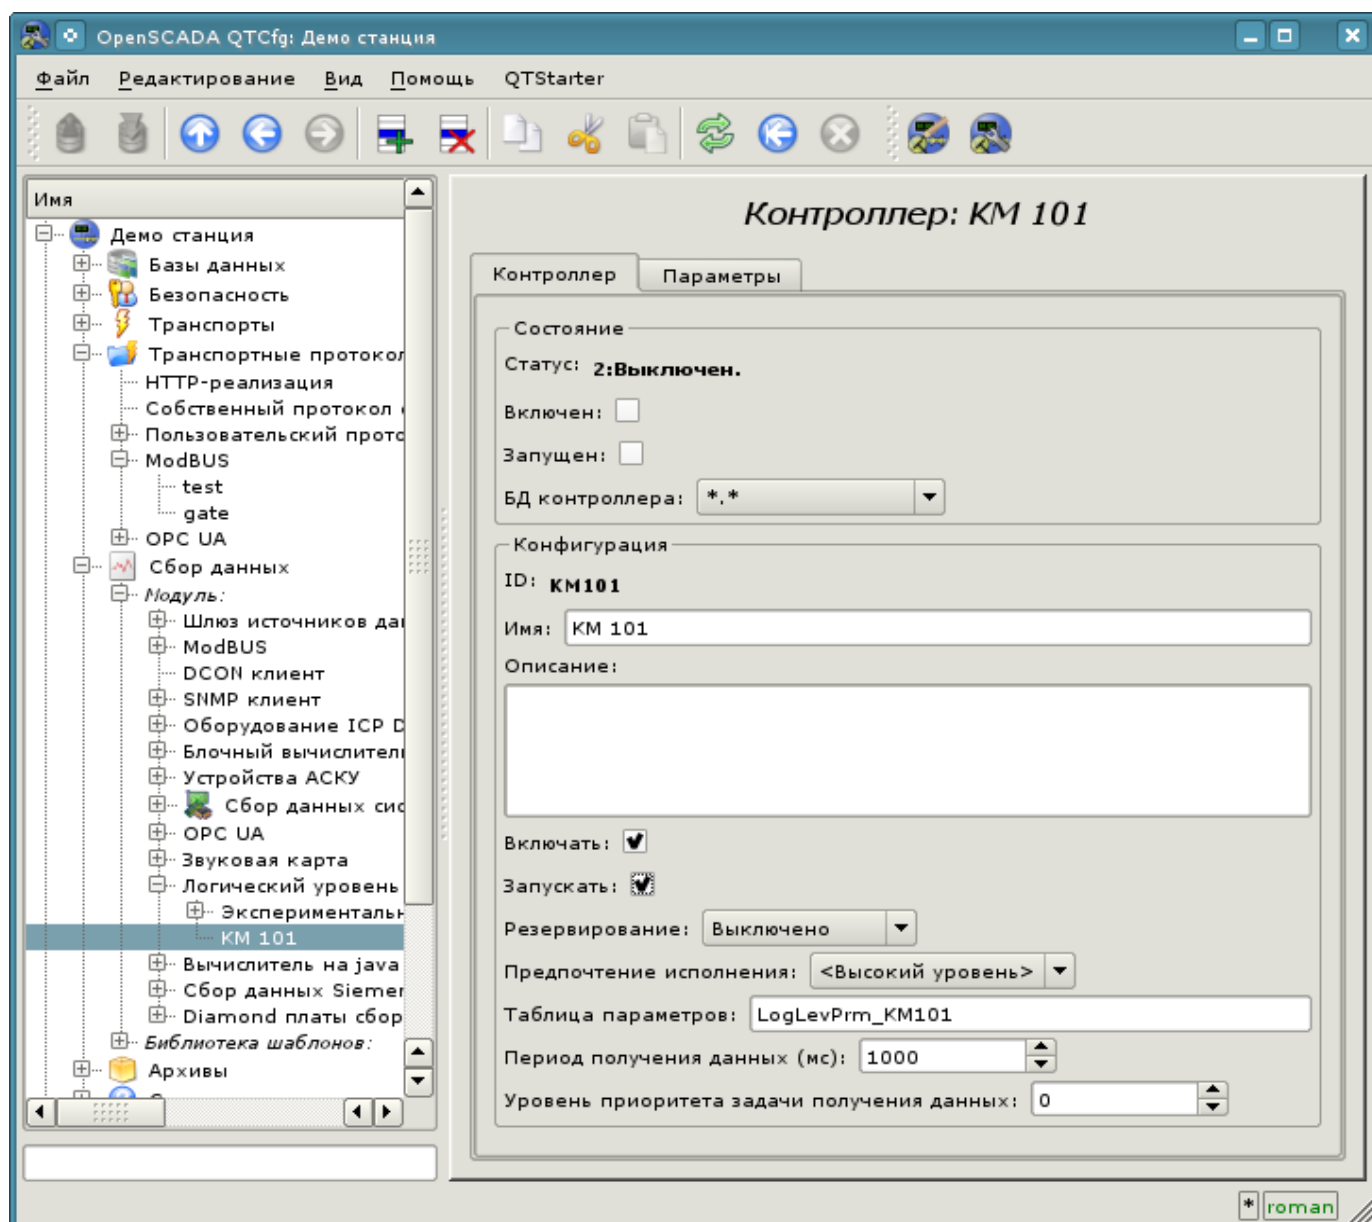 OpenSCADA QTCfg: Демо станция
Файл Редактирование Вид Помощь QTStarter
Имя
Демо станция
Базы данных
Безопасность
Транспорты
Транспортные протокол
HTTP-реализация
Собственный протокол
Пользовательский прото
ModBUS
test
gate
OPC UA
Сбор данных
Модуль:
Шлюз источников да
ModBUS
DCON клиент
SNMP клиент
Оборудование ICP D
Блочный вычислител
Устройства АСКУ
Сбор данных сис
OPC UA
Звуковая карта
Логический уровень
Экспериментальн
КМ 101
Вычислитель на java
Сбор данных Siemer
Diamond платы сбор
Библиотека шаблонов:
Архивы
Контроллер: КМ 101
Контроллер Параметры
Состояние
Статус: 2:Выключен.
Включен:
Запущен:
БД контроллера: *.*
Конфигурация
ID: KM101
Имя: КМ 101
Описание:
Включать:
Запускать:
Резервирование: Выключено
Предпочтение исполнения: <Высокий уровень>
Таблица параметров: LogLevPrm_KM101
Период получения данных (мс): 1000
Уровень приоритета задачи получения данных: 0
* roman